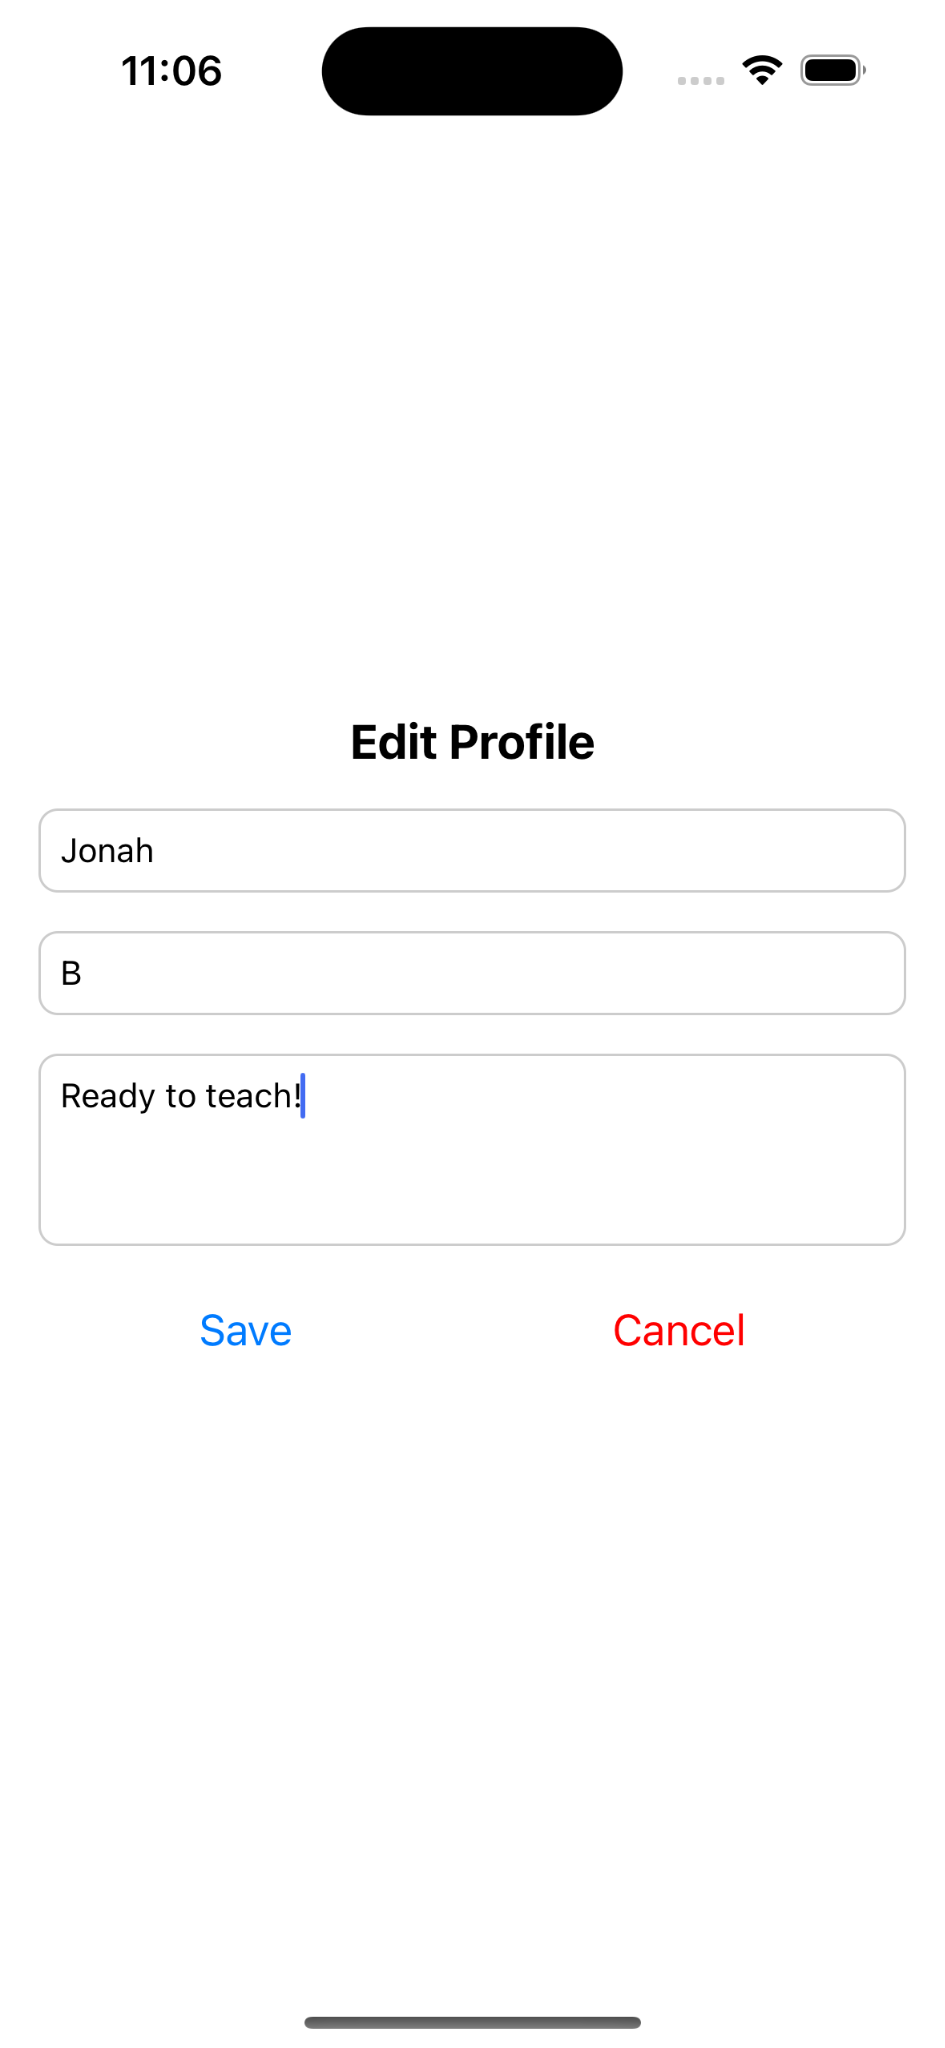 11:06
Edit Profile
Jonah
B
Ready to teach!
Save Cancel